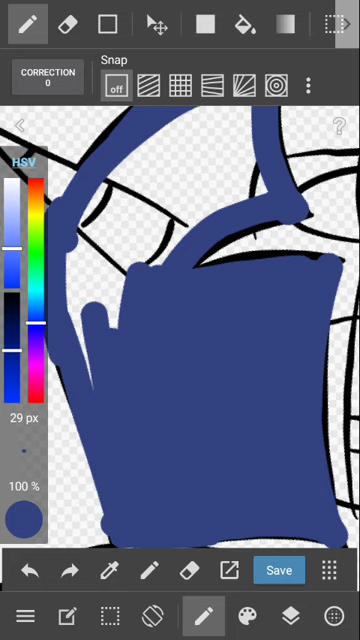 Snap
CORRECTION
0
off
HSV
29 px
100 %
Save